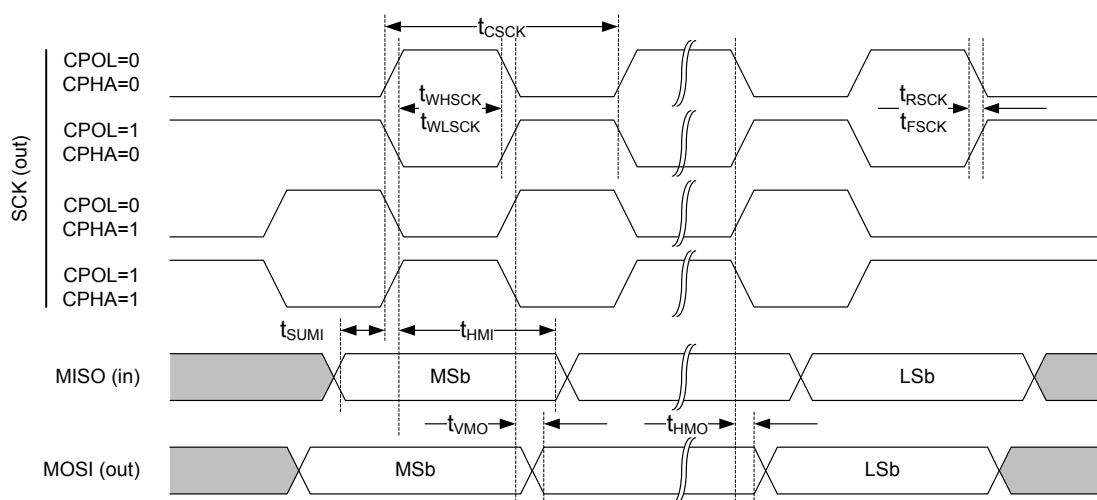 tCSCK
CPOL=0
CPHA=0
tWHSCK
tWLSCK
tRSCK
tFSCK
CPOL=1
CPHA=0
SCK (out)
CPOL=0
CPHA=1
CPOL=1
CPHA=1
tSUMI
tHMI
MISO (in)
MSb
LSb
tVMO
tHMO
MOSI (out)
MSb
LSb